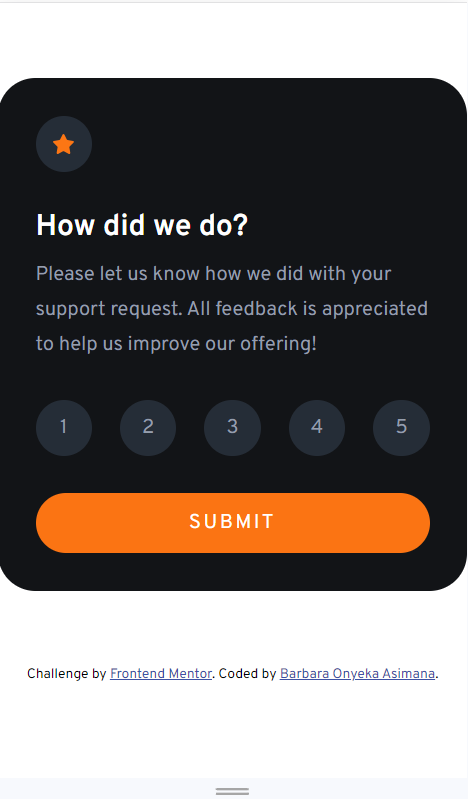 How did we do?
Please let us know how we did with your
support request. All feedback is appreciated
to help us improve our offering!
1 2 3 4 5
SUBMIT
Challenge by Frontend Mentor. Coded by Barbara Onyeka Asimana.